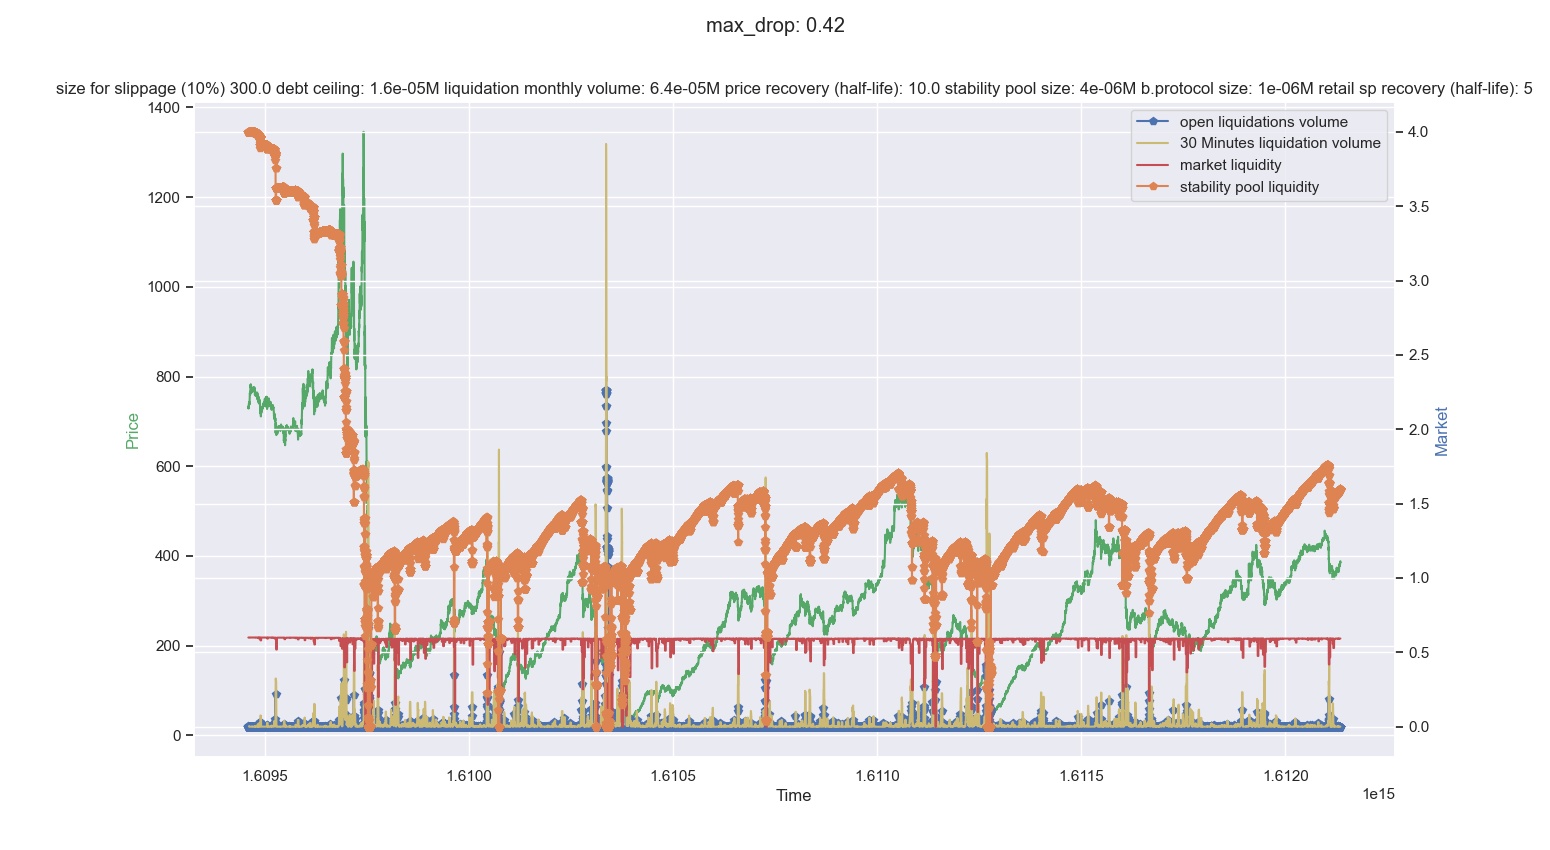 max_drop: 0.42
size for slippage (10%) 300.0 debt ceiling: 1.6e-05M liquidation monthly volume: 6.4e-05M price recovery (half-life): 10.0 stability pool size: 4e-06M b.protocol size: 1e-06M retail sp recovery (half-life): 5
open liquidations volume
30 Minutes liquidation volume
market liquidity
stability pool liquidity
Price
1400
1200
1000
800
600
400
200
0
4.0
3.5
3.0
2.5
2.0
1.5
1.0
0.5
0.0
Market
1.6095 1.6100 1.6105 1.6110 1.6115 1.6120
Time
1e15